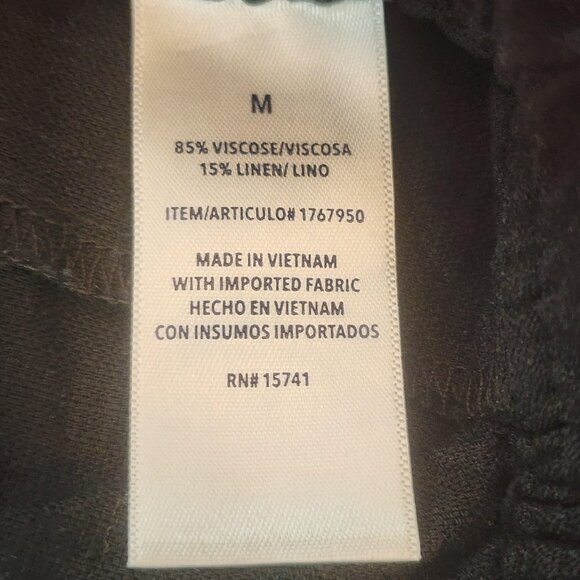 M
85% VISCOSE/VISCOSA
15% LINEN/ LINO
ITEM/ARTICULO# 1767950
MADE IN VIETNAM
WITH IMPORTED FABRIC
HECHO EN VIETNAM
CON INSUMOS IMPORTADOS
RN# 15741